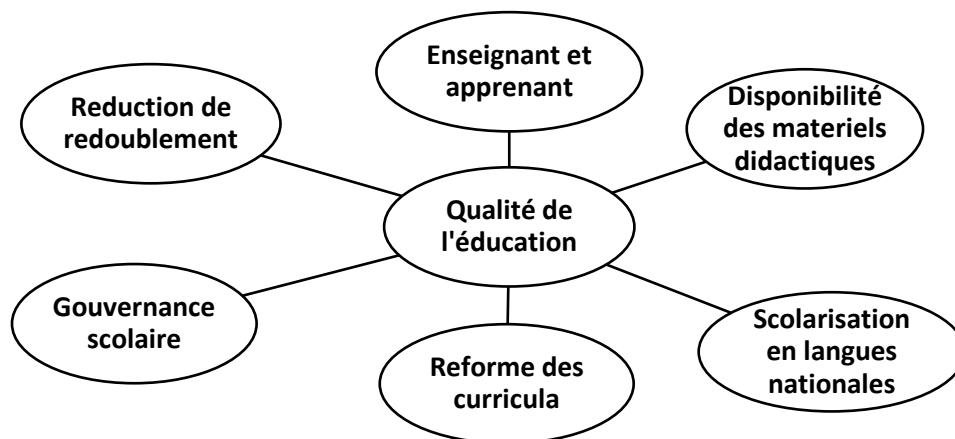 Enseignant et
apprenant
Reduction de
redoublement
Disponibilité
des materiels
didactiques
Qualité de
l'éducation
Gouvernance
scolaire
Reforme des
curricula
Scolarisation
en langues
nationales